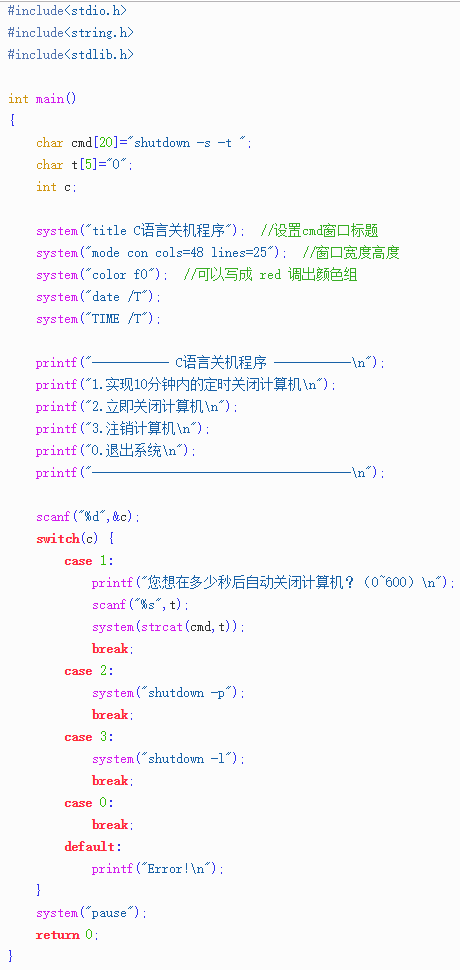 #include<stdio.h>
#include<string.h>
#include<stdlib.h>

int main()
{
    char cmd[20]="shutdown -s -t ";
    char t[5]="0";
    int c;

    system("title C语言关机程序");  //设置cmd窗口标题
    system("mode con cols=48 lines=25");  //窗口宽度高度
    system("color f0");  //可以写成 red 调出颜色组
    system("date /T");
    system("TIME /T");

    printf("----------- C语言关机程序 -----------\n");
    printf("1.实现10分钟内的定时关闭计算机\n");
    printf("2.立即关闭计算机\n");
    printf("3.注销计算机\n");
    printf("0.退出系统\n");
    printf("-----------------------------------------\n");

    scanf("%d",&c);
    switch(c) {
        case 1:
            printf("您想在多少秒后自动关闭计算机？（0~600）\n");
            scanf("%s",t);
            system(strcat(cmd,t));
            break;
        case 2:
            system("shutdown -p");
            break;
        case 3:
            system("shutdown -l");
            break;
        case 0:
            break;
        default:
            printf("Error!\n");
    }
    system("pause");
    return 0;
}